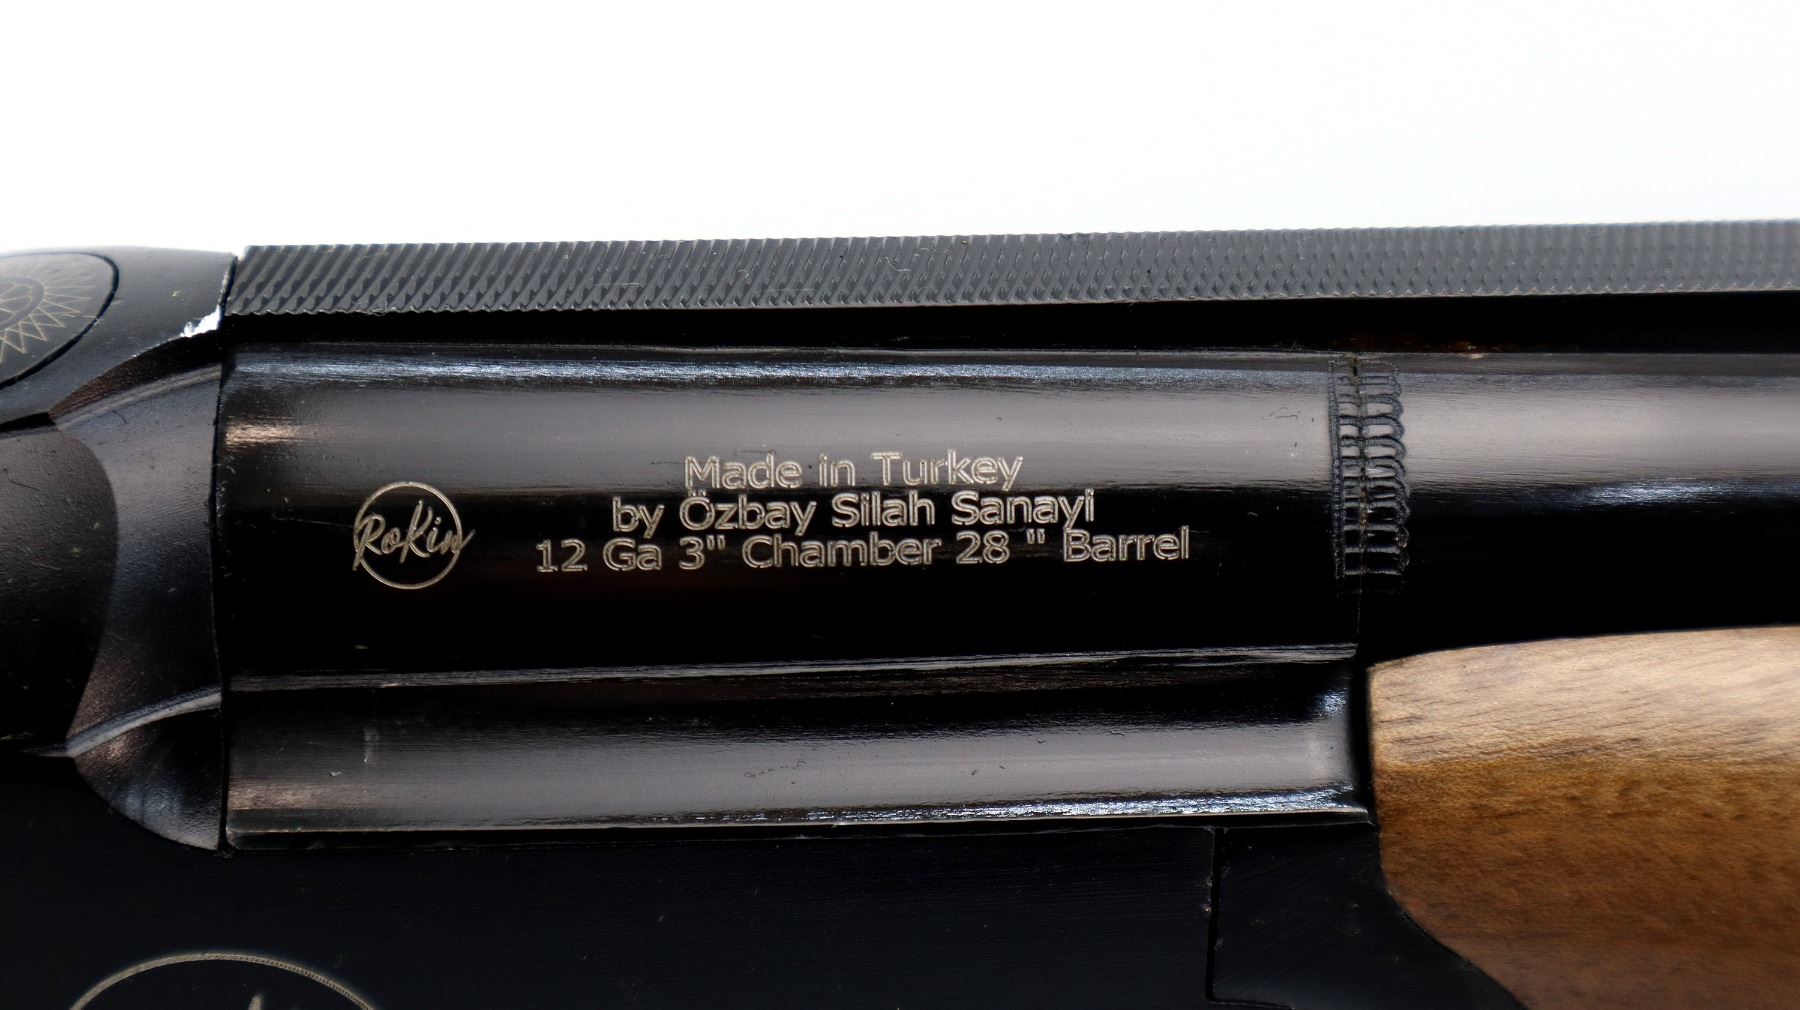 RoKin
Made in Turkey
by Özbay Silah Sanayi
12 Ga 3" Chamber 28 " Barrel